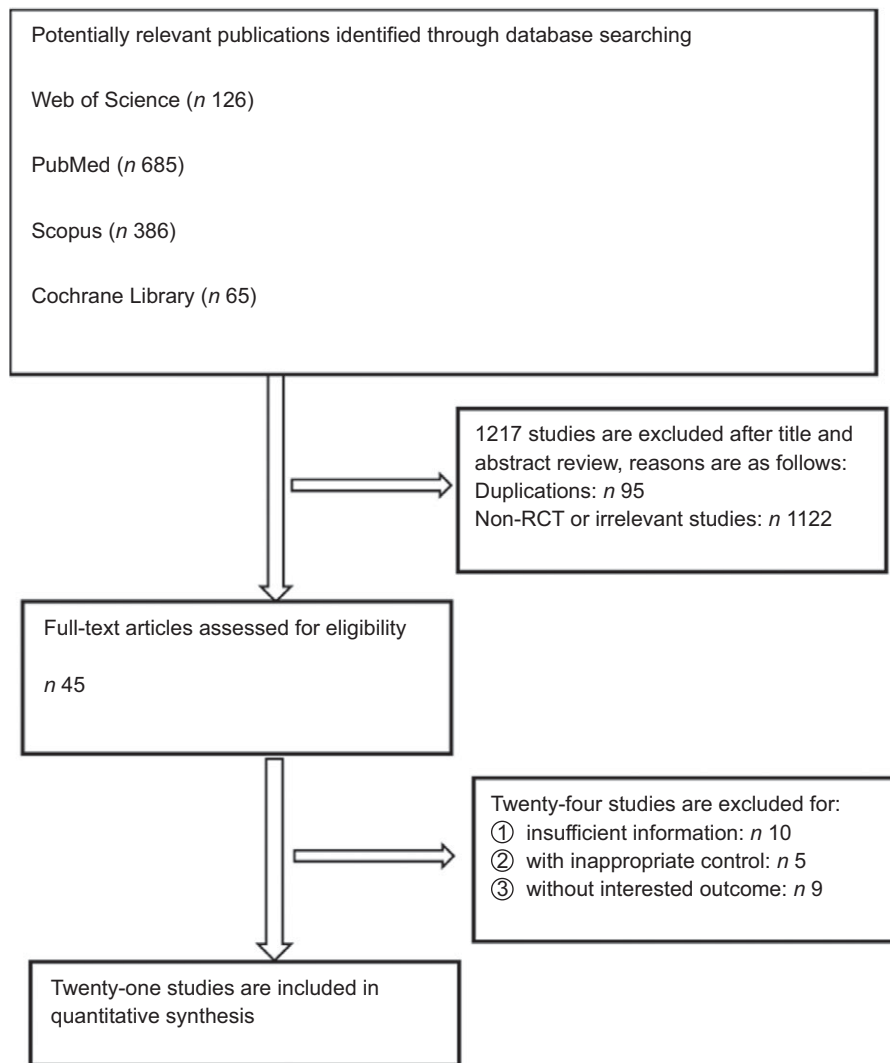 Potentially relevant publications identified through database searching
Web of Science (n 126)
PubMed (n 685)
Scopus (n 386)
Cochrane Library (n 65)
1217 studies are excluded after title and
abstract review, reasons are as follows:
Duplications: n 95
Non-RCT or irrelevant studies: n 1122
Full-text articles assessed for eligibility
n 45
Twenty-four studies are excluded for:
① insufficient information: n 10
② with inappropriate control: n 5
③ without interested outcome: n 9
Twenty-one studies are included in
quantitative synthesis